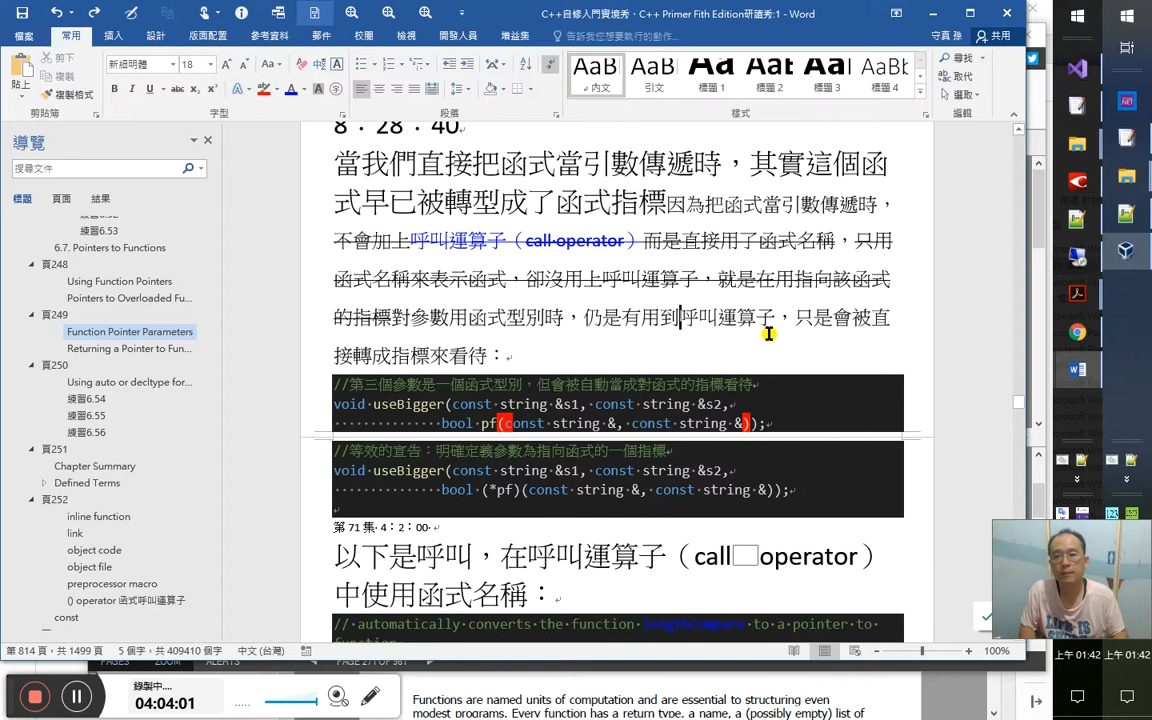 C++自修入門實境秀、C++ Primer Fith Edition研讀秀:1 - Word
檔案 常用 插入 設計 版面配置 參考資料 郵件 校閱 檢視 開發人員 增益集 告訴我您想要執行的動作... 守真 孫 共用
貼上 剪下 複製 複製格式 剪貼簿
新細明體 18 字型
段落
AaB 內文
AaBb 引文
Aa 標題 1
Aab 標題 2
Aal 標題 3
AaBb 標題 4
樣式
尋找 取代 選取 編輯
導覽
搜尋文件
標題 頁面 結果
練習6.52
練習6.53
6.7. Pointers to Functions
頁248
Using Function Pointers
Pointers to Overloaded Fu...
頁249
Function Pointer Parameters
Returning a Pointer to Fun...
頁250
Using auto or decltype for...
練習6.54
練習6.55
練習6.56
頁251
Chapter Summary
Defined Terms
頁252
inline function
link
object code
object file
preprocessor macro
() operator 函式呼叫運算子
const
8：28：40
當我們直接把函式當引數傳遞時，其實這個函
式早已被轉型成了函式指標因為把函式當引數傳遞時，
不會加上呼叫運算子（call operator）而是直接用了函式名稱，只用
函式名稱來表示函式，卻沒用上呼叫運算子，就是在用指向該函式
的指標對參數用函式型別時，仍是有用到呼叫運算子，只是會被直
接轉成指標來看待：
//第三個參數是一個函式型別，但會被自動當成對函式的指標看待
void useBigger(const string &s1, const string &s2,
bool pf(const string &, const string &));
//等效的宣告：明確定義參數為指向函式的一個指標
void useBigger(const string &s1, const string &s2,
bool (*pf)(const string &, const string &));
第 71 集 4：2：00
以下是呼叫，在呼叫運算子（call□operator）
中使用函式名稱：
// automatically converts the function lengthCompare to a pointer to
function
第 814 頁，共 1499 頁 5 個字，共 409410 個字 中文 (台灣) 100%
PAGES ZOOM PAGE 277 OF 981
錄製中....
04:04:01
Functions are named units of computation and are essential to structuring even
modest programs. Every function has a return type, a name, a (possibly empty) list of
上午 01:42 上午 01:42